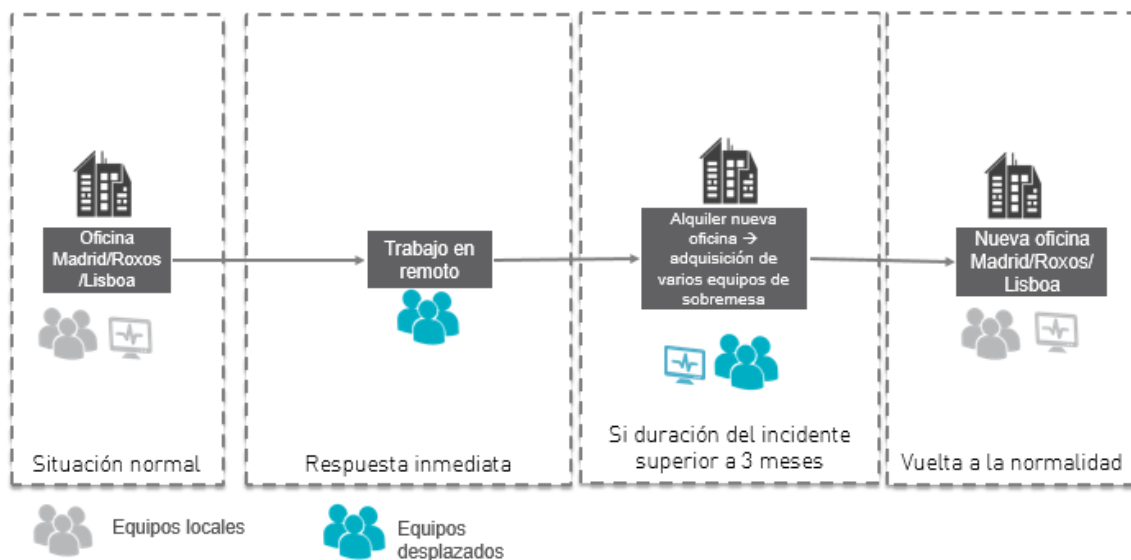 Oficina
Madrid/Roxos
/Lisboa
Situación normal
Trabajo en
remoto
Respuesta inmediata
Alquiler nueva
oficina →
adquisición de
varios equipos de
sobremesa
Si duración del incidente
superior a 3 meses
Nueva oficina
Madrid/Roxos/
Lisboa
Vuelta a la normalidad
Equipos locales
Equipos
desplazados